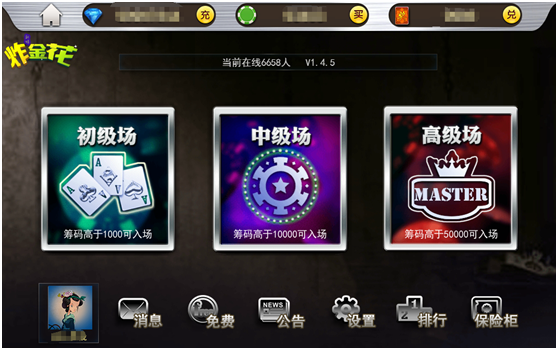 充
买
兑
炸金花
当前在线6658人 V1.4.5
初级场
中级场
高级场
A
A
A
MASTER
筹码高于1000可入场
筹码高于10000可入场
筹码高于50000可入场
NEWS
1
2
消息
免费
公告
设置
排行
保险柜